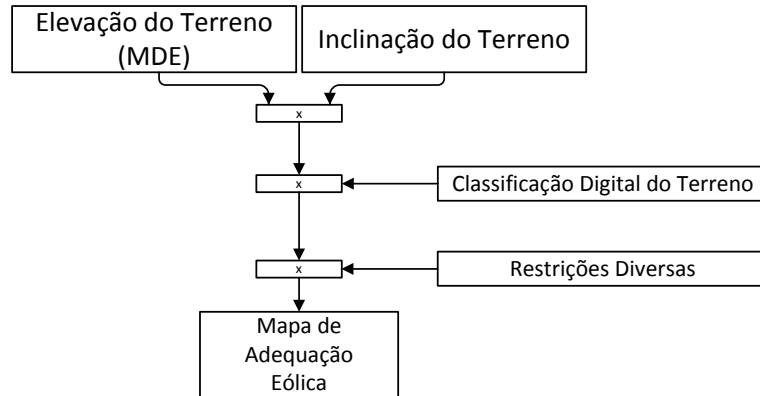 Elevação do Terreno
(MDE)
Inclinação do Terreno
x
x
Classificação Digital do Terreno
x
Restrições Diversas
Mapa de
Adequação
Eólica